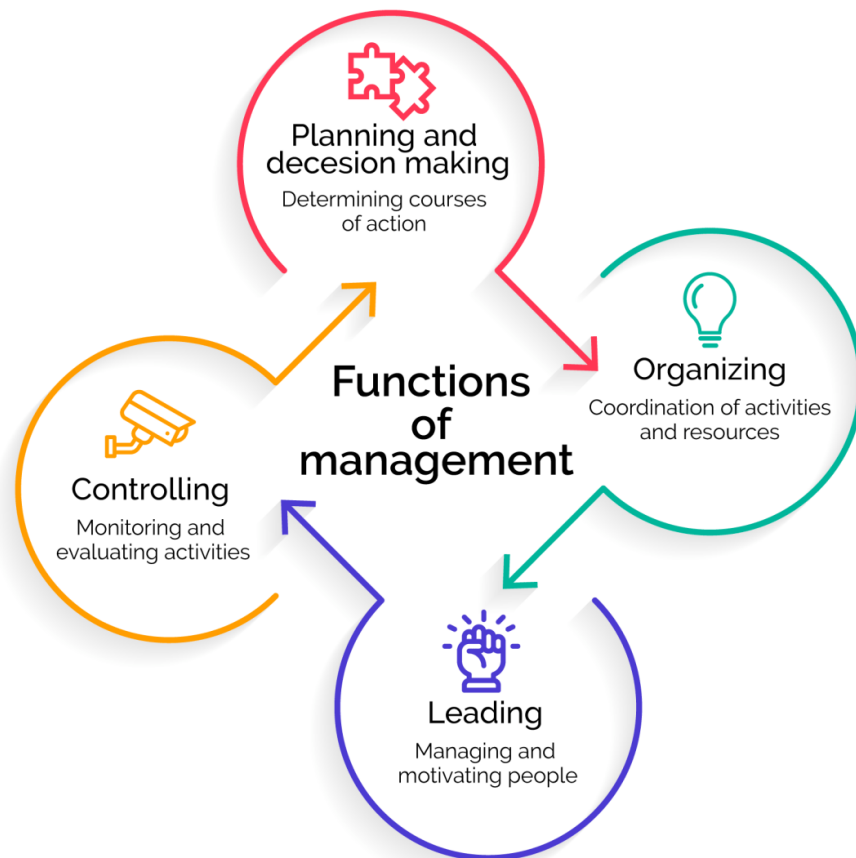 Planning and
decesion making
Determining courses
of action
Organizing
Coordination of activities
and resources
Functions
of
management
Controlling
Monitoring and
evaluating activities
Leading
Managing and
motivating people